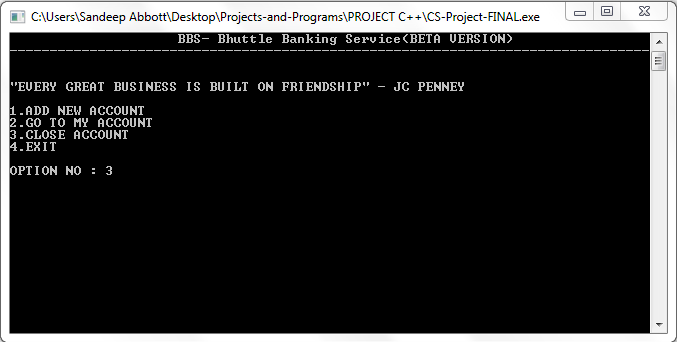 C:\Users\Sandeep Abbott\Desktop\Projects-and-Programs\PROJECT C++\CS-Project-FINAL.exe
BBS- Bhuttle Banking Service(BETA VERSION)
--------------------------------------------------------------------------------
"EVERY GREAT BUSINESS IS BUILT ON FRIENDSHIP" - JC PENNEY
1.ADD NEW ACCOUNT
2.GO TO MY ACCOUNT
3.CLOSE ACCOUNT
4.EXIT
OPTION NO : 3